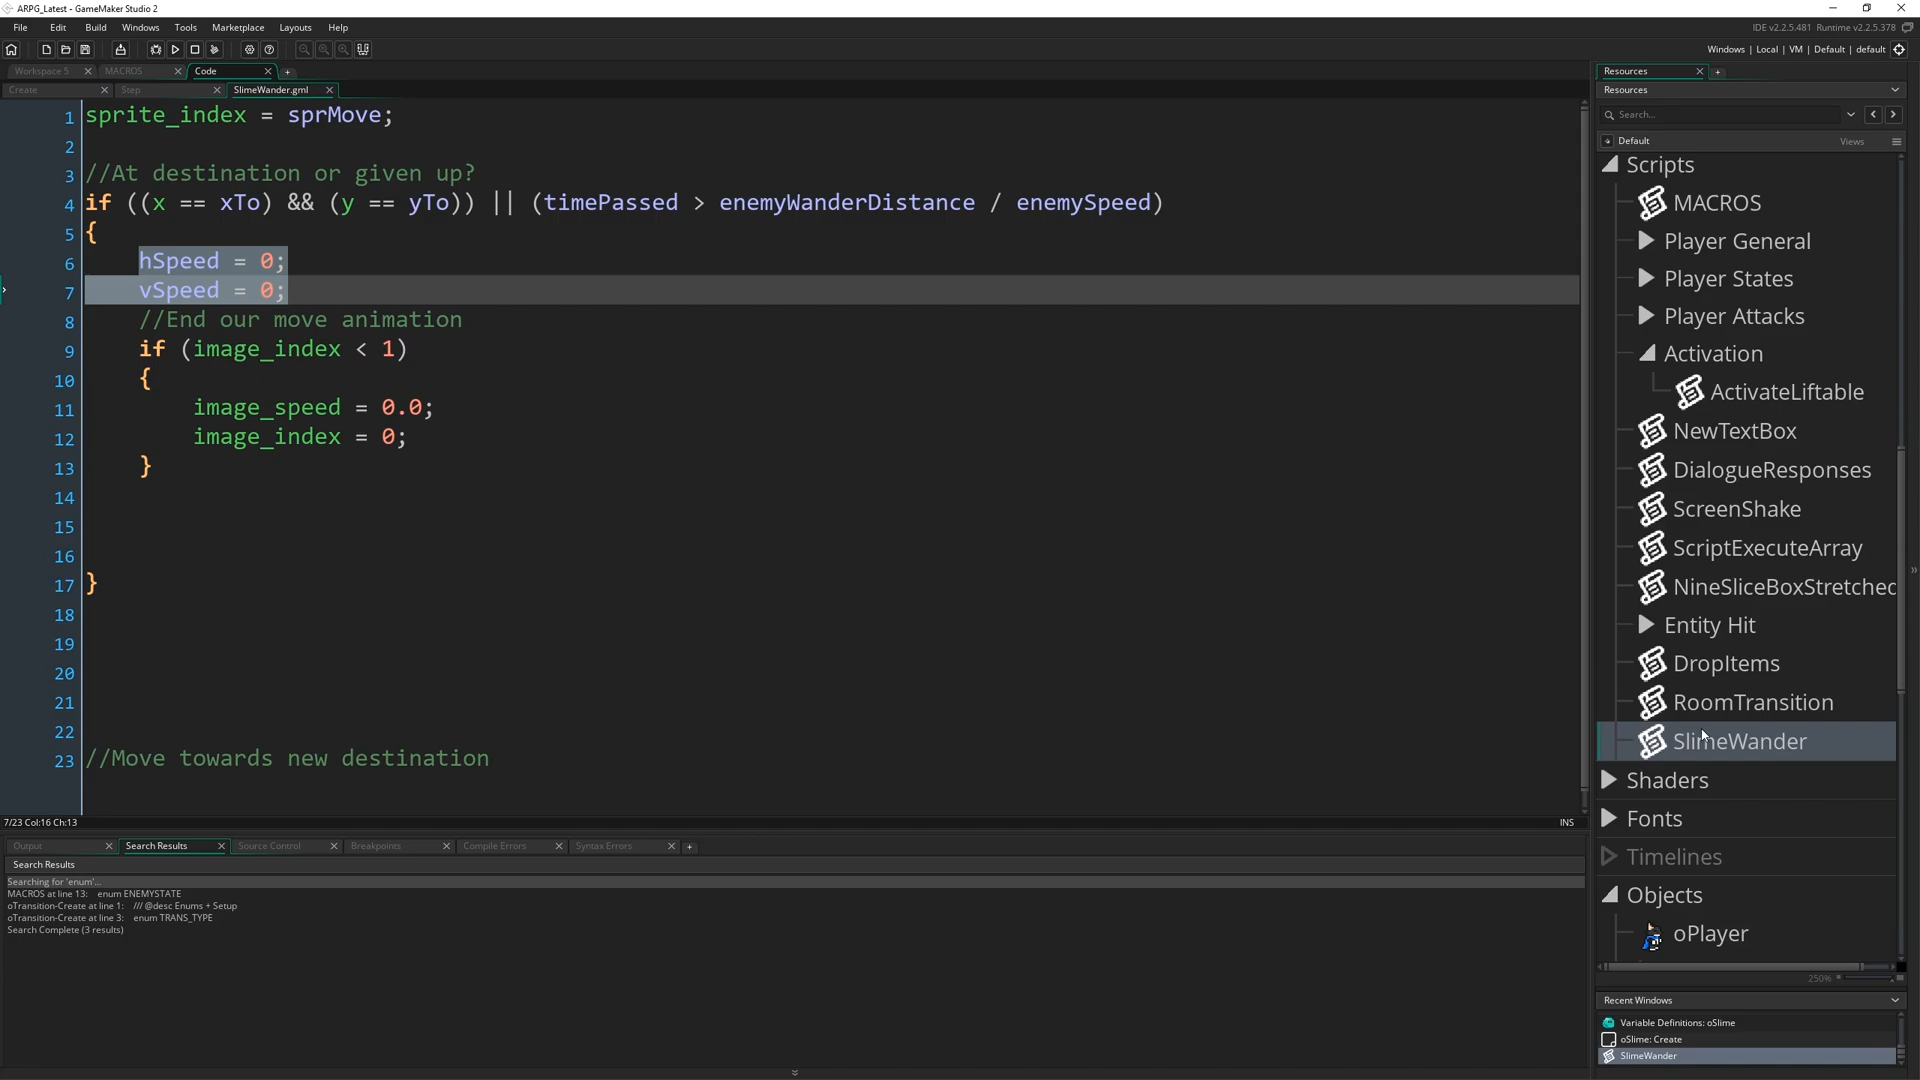 ARPG_Latest - GameMaker Studio 2
File Edit Build Windows Tools Marketplace Layouts Help
IDE v2.2.5.481 Runtime v2.2.5.378
Windows | Local | VM | Default | default
Workspace 5 MACROS Code
Create Step SlimeWander.gml
1 sprite_index = sprMove;
2
3 //At destination or given up?
4 if ((x == xTo) && (y == yTo)) || (timePassed > enemyWanderDistance / enemySpeed)
5 {
6 hSpeed = 0;
7 vSpeed = 0;
8 //End our move animation
9 if (image_index < 1)
10 {
11 image_speed = 0.0;
12 image_index = 0;
13 }
14
15
16
17 }
18
19
20
21
22
23 //Move towards new destination
7/23 Col:16 Ch:13
INS
Output Search Results Source Control Breakpoints Compile Errors Syntax Errors
Search Results
Searching for 'enum'...
MACROS at line 13: enum ENEMYSTATE
oTransition-Create at line 1: /// @desc Enums + Setup
oTransition-Create at line 3: enum TRANS_TYPE
Search Complete (3 results)
Resources
Resources
Search...
Default
Views
Scripts
MACROS
Player General
Player States
Player Attacks
Activation
ActivateLiftable
NewTextBox
DialogueResponses
ScreenShake
ScriptExecuteArray
NineSliceBoxStretched
Entity Hit
DropItems
RoomTransition
SlimeWander
Shaders
Fonts
Timelines
Objects
oPlayer
250%
Recent Windows
Variable Definitions: oSlime
oSlime: Create
SlimeWander